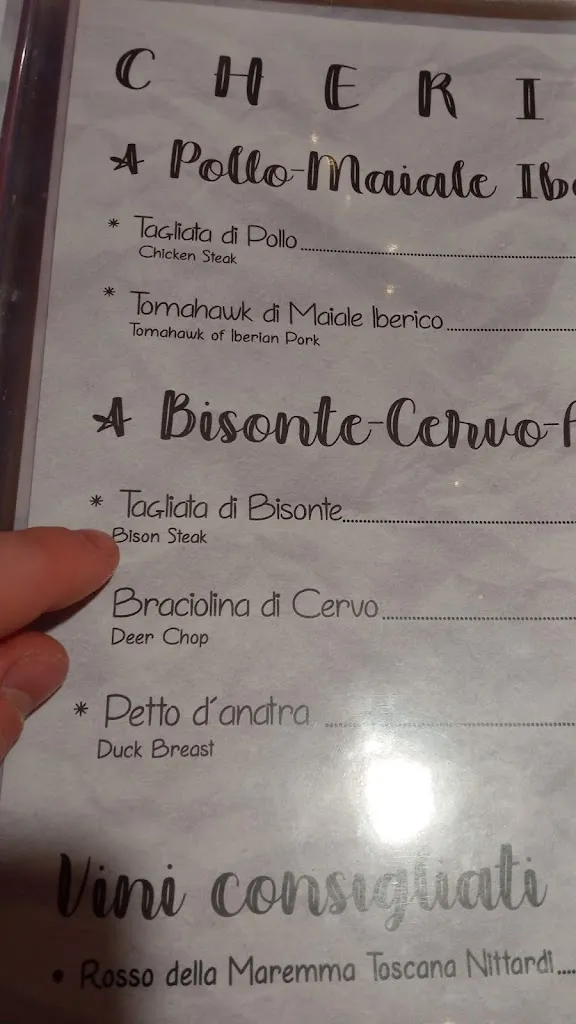 C H E R I
Pollo-Maiale
* Tagliata di Pollo
Chicken Steak
* Tomahawk di Maiale Iberico
Tomahawk of Iberian Pork
Bisonte-Cervo-
* Tagliata di Bisonte
Bison Steak
Braciolina di Cervo
Deer Chop
* Petto d'anatra
Duck Breast
Vini consigliati
• Rosso della Maremma Toscana Nittardi